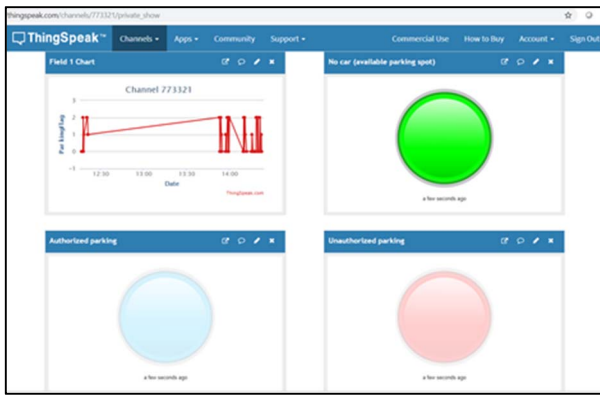 thingspeak.com/channels/773321/private_show
ThingSpeak™ Channels Apps Community Support Commercial Use How to Buy Account Sign Out
Field 1 Chart
Channel 773321
ParkingFlag
3
2
1
0
-1
12:30 13:00 13:30 14:00
Date
ThingSpeak.com
No car (available parking spot)
a few seconds ago
Authorized parking
a few seconds ago
Unauthorized parking
a few seconds ago